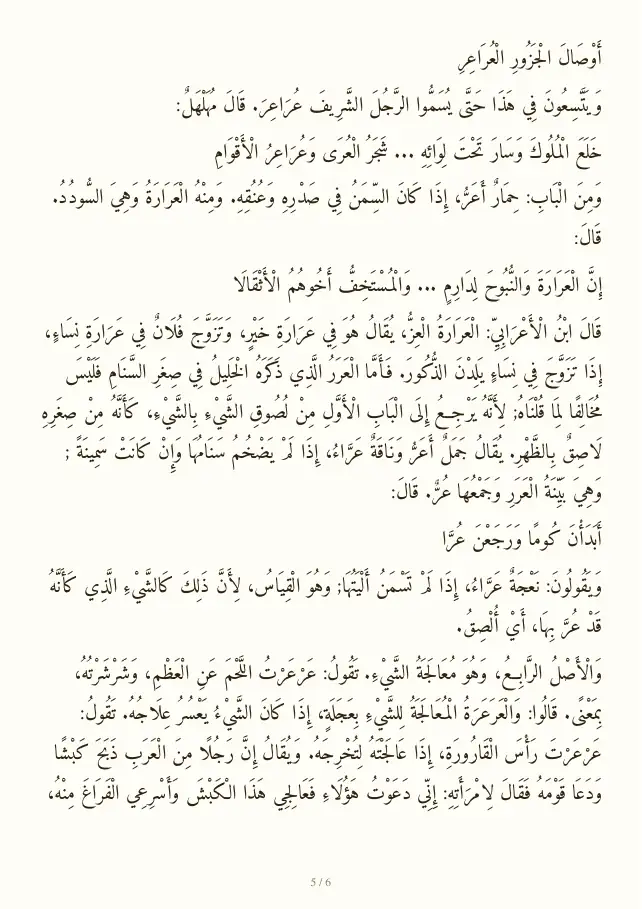 أَوْصَالَ الْجَزُورِ الْعُرَاعِرِ
وَيَتَّسِعُونَ فِي هَذَا حَتَّى يُسَمُّوا الرَّجُلَ الشَّرِيفَ عُرَاعِرَ. قَالَ مُهَلْهَلٌ:
خَلَعَ الْمُلُوكَ وَسَارَ تَحْتَ لِوَائِهِ ... شَجَرُ الْعُرَى وَعُرَاعِرُ الْأَقْوَامِ
وَمِنَ الْبَابِ: حِمَارٌ أَعَرُّ، إِذَا كَانَ السِّمَنُ فِي صَدْرِهِ وَعُنُقِهِ. وَمِنْهُ الْعَرَارَةُ وَهِيَ السُّودُدُ.
قَالَ:
إِنَّ الْعَرَارَةَ وَالنُّبُوحَ لِدَارِمٍ ... وَالْمُسْتَخِفُّ أَخُوهُمُ الْأَثْقَالَا
قَالَ ابْنُ الْأَعْرَابِيِّ: الْعَرَارَةُ الْعِزُّ، يُقَالُ هُوَ فِي عَرَارَةِ خَيْرٍ، وَتَزَوَّجَ فُلَانٌ فِي عَرَارَةِ نِسَاءٍ،
إِذَا تَزَوَّجَ فِي نِسَاءٍ يَلِدْنَ الذُّكُورَ. فَأَمَّا الْعَرَرُ الَّذِي ذَكَرَهُ الْخَلِيلُ فِي صِغَرِ السَّنَامِ فَلَيْسَ
مُخَالِفًا لِمَا قُلْنَاهُ; لِأَنَّهُ يَرْجِعُ إِلَى الْبَابِ الْأَوَّلِ مِنْ لُصُوقِ الشَّيْءِ بِالشَّيْءِ، كَأَنَّهُ مِنْ صِغَرِهِ
لَاصِقٌ بِالظَّهْرِ. يُقَالُ جَمَلٌ أَعَرُّ وَنَاقَةٌ عَرَّاءُ، إِذَا لَمْ يَضْخُمْ سَنَامُهَا وَإِنْ كَانَتْ سَمِينَةً ;
وَهِيَ بَيِّنَةُ الْعَرَرِ وَجَمْعُهَا عُرٌّ. قَالَ:
أَبْدَأْنَ كُومًا وَرَجَعْنَ عُرَّا
وَيَقُولُونَ: نَعْجَةٌ عَرَّاءُ، إِذَا لَمْ تَسْمَنْ أَلْيَتُهَا; وَهُوَ الْقِيَاسُ، لِأَنَّ ذَلِكَ كَالشَّيْءِ الَّذِي كَأَنَّهُ
قَدْ عُرَّ بِهَا، أَيْ أُلْصِقَ.
وَالْأَصْلُ الرَّابِعُ، وَهُوَ مُعَالَجَةُ الشَّيْءِ. تَقُولُ: عَرْعَرْتُ اللَّحْمَ عَنِ الْعَظْمِ، وَشَرْشَرْتُهُ،
بِمَعْنًى. قَالُوا: وَالْعَرْعَرَةُ الْمُعَالَجَةُ لِلشَّيْءِ بِعَجَلَةٍ، إِذَا كَانَ الشَّيْءُ يَعْسُرُ عِلَاجُهُ. تَقُولُ:
عَرْعَرْتَ رَأْسَ الْقَارُورَةِ، إِذَا عَالَجْتَهُ لِتُخْرِجَهُ. وَيُقَالُ إِنَّ رَجُلًا مِنَ الْعَرَبِ ذَبَحَ كَبْشًا
وَدَعَا قَوْمَهُ فَقَالَ لِامْرَأَتِهِ: إِنِّي دَعَوْتُ هَؤُلَاءِ فَعَالِجِي هَذَا الْكَبْشَ وَأَسْرِعِي الْفَرَاغَ مِنْهُ،
5 / 6